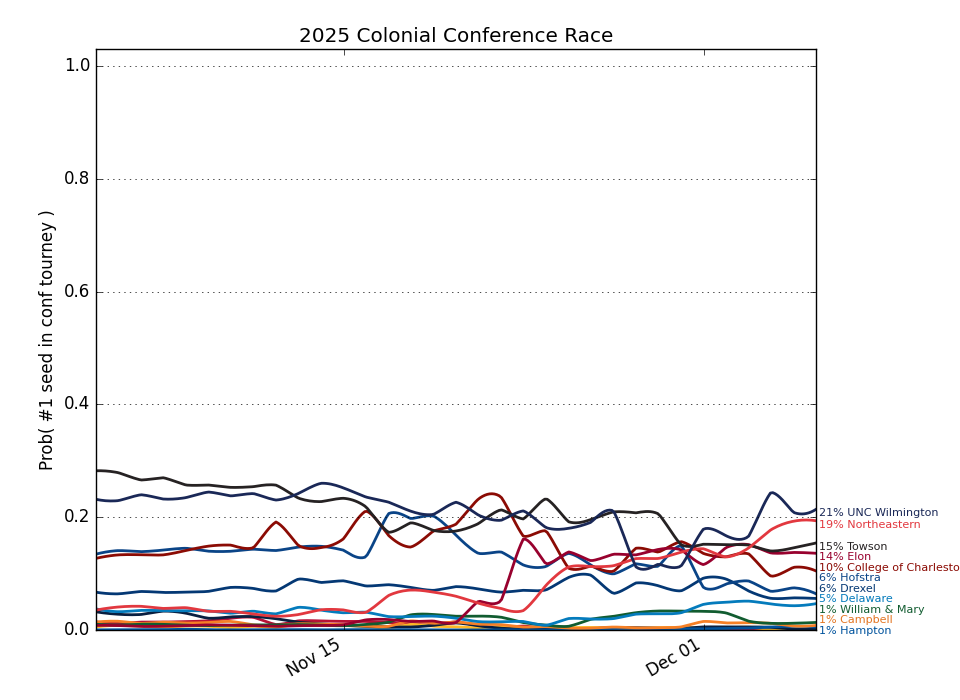 2025 Colonial Conference Race
Prob( #1 seed in conf tourney )
1.0
0.8
0.6
0.4
0.2
0.0
Nov 15
Dec 01
21% UNC Wilmington
19% Northeastern
15% Towson
14% Elon
10% College of Charlesto
6% Hofstra
6% Drexel
5% Delaware
1% William & Mary
1% Campbell
1% Hampton